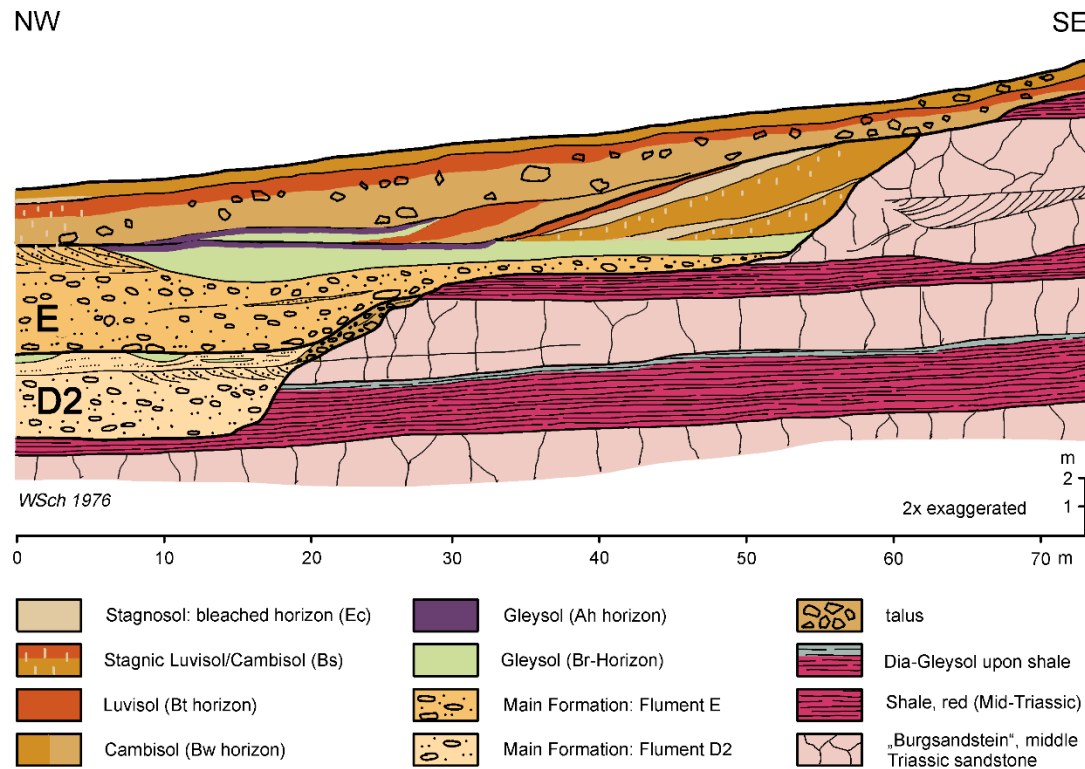 NW
SE
E
D2
WSch 1976
2x exaggerated
m
2
1
0 10 20 30 40 50 60 70 m
Stagnosol: bleached horizon (Ec)
Stagnic Luvisol/Cambisol (Bs)
Luvisol (Bt horizon)
Cambisol (Bw horizon)
Gleysol (Ah horizon)
Gleysol (Br-Horizon)
Main Formation: Flument E
Main Formation: Flument D2
talus
Dia-Gleysol upon shale
Shale, red (Mid-Triassic)
„Burgsandstein“, middle
Triassic sandstone